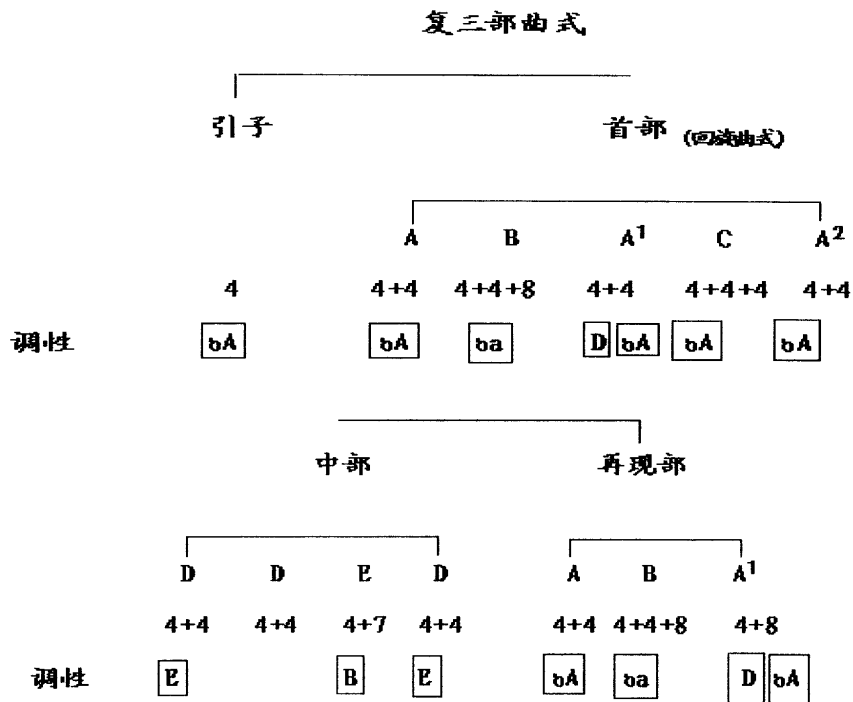 复三部曲式
引子 首部 (回旋曲式)
A B A¹ C A²
4 4+4 4+4+8 4+4 4+4+4 4+4
调性 bA bA ba D bA bA bA
中部 再现部
D D E D A B A¹
4+4 4+4 4+7 4+4 4+4 4+4+8 4+8
调性 E B E bA ba D bA